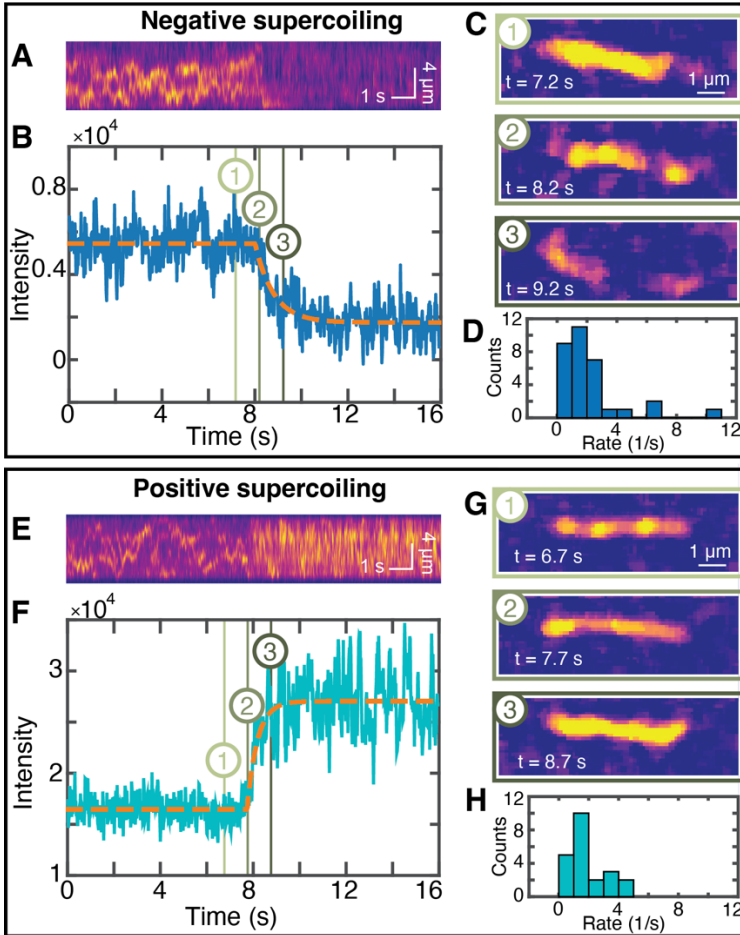 Negative supercoiling
A
1 s
4 μm
B
×10⁴
0.8
0.4
0
Intensity
1
2
3
0 4 8 12 16
Time (s)
C
1
t = 7.2 s
1 μm
2
t = 8.2 s
3
t = 9.2 s
D
12
8
4
0
Counts
0 4 8 12
Rate (1/s)
Positive supercoiling
E
1 s
4 μm
F
×10⁴
3
2
1
Intensity
1
2
3
0 4 8 12 16
Time (s)
G
1
t = 6.7 s
1 μm
2
t = 7.7 s
3
t = 8.7 s
H
12
8
4
0
Counts
0 4 8 12
Rate (1/s)